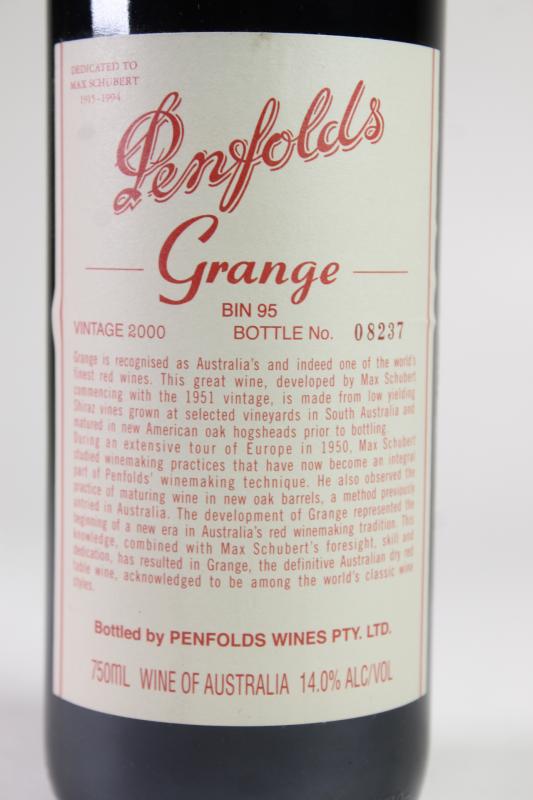 DEDICATED TO
MAX SCHUBERT
1915-1994
Penfolds
Grange
BIN 95
VINTAGE 2000 BOTTLE No. 08237
Grange is recognised as Australia's and indeed one of the world's
finest red wines. This great wine, developed by Max Schubert
commencing with the 1951 vintage, is made from low yielding
Shiraz vines grown at selected vineyards in South Australia and
matured in new American oak hogsheads prior to bottling.
During an extensive tour of Europe in 1950, Max Schubert
studied winemaking practices that have now become an integral
part of Penfolds' winemaking technique. He also observed the
practice of maturing wine in new oak barrels, a method previously
untried in Australia. The development of Grange represented the
beginning of a new era in Australia's red winemaking tradition. This
knowledge, combined with Max Schubert's foresight, skill and
dedication, has resulted in Grange, the definitive Australian dry red
table wine, acknowledged to be among the world's classic wine
styles.
Bottled by PENFOLDS WINES PTY. LTD.
750ML WINE OF AUSTRALIA 14.0% ALC/VOL